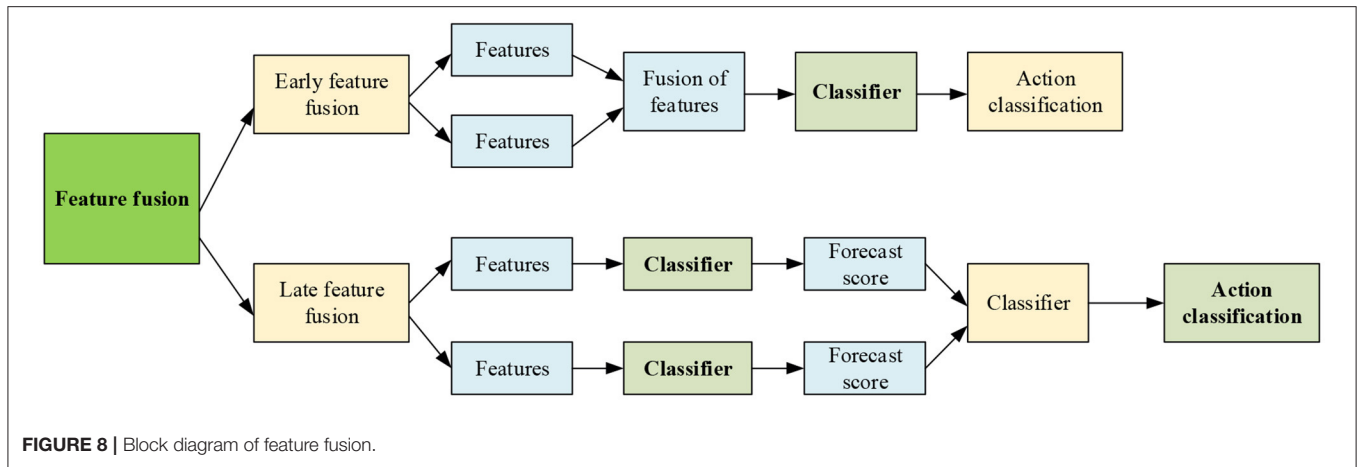 Feature fusion
Early feature
fusion
Features
Features
Fusion of
features
Classifier
Action
classification
Late feature
fusion
Features
Classifier
Forecast
score
Features
Classifier
Forecast
score
Classifier
Action
classification
FIGURE 8 | Block diagram of feature fusion.